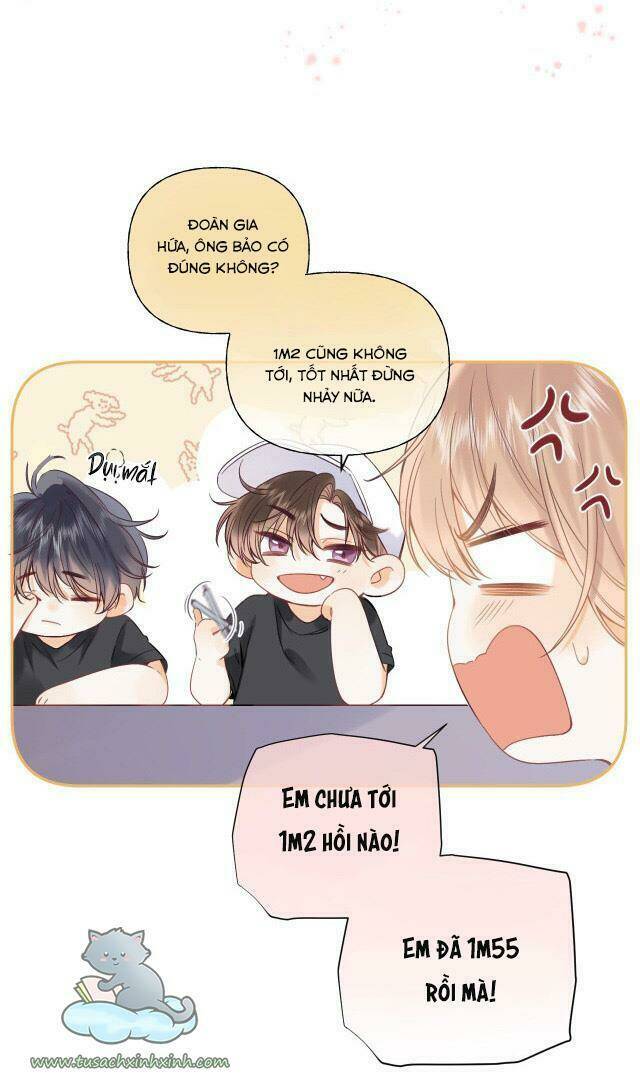 ĐOÀN GIA
HỨA, ÔNG BẢO CÓ
ĐÚNG KHÔNG?
1M2 CŨNG KHÔNG
TỚI, TỐT NHẤT ĐỪNG
NHẢY NỮA.
Dụi mắt
EM CHƯA TỚI
1M2 HỒI NÀO!
EM ĐÃ 1M55
RỒI MÀ!
www.tusachxinhxinh.com